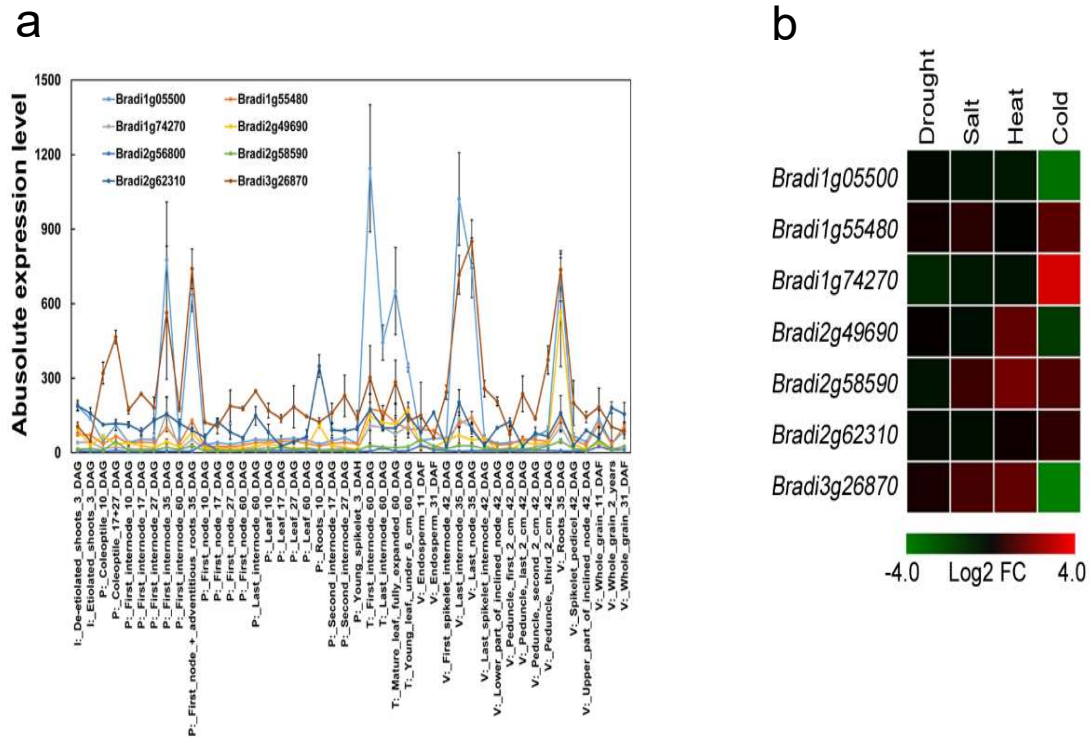 a
b
Abusolute expression level
1500
1200
900
600
300
0
Bradi1g05500
Bradi1g55480
Bradi1g74270
Bradi2g49690
Bradi2g56800
Bradi2g58590
Bradi2g62310
Bradi3g26870
I:_De-etiolated_shoots_3_DAG
I:_Etiolated_shoots_3_DAG
P:_Coleoptile_10_DAG
P:_Coleoptile_17+27_DAG
P:_First_internode_10_DAG
P:_First_internode_17_DAG
P:_First_internode_27_DAG
P:_First_internode_35_DAG
P:_First_internode_60_DAG
P:_First_node_+_adventitious_roots_35_DAG
P:_First_node_10_DAG
P:_First_node_17_DAG
P:_First_node_27_DAG
P:_First_node_60_DAG
P:_Last_internode_60_DAG
P:_Leaf_10_DAG
P:_Leaf_17_DAG
P:_Leaf_27_DAG
P:_Leaf_60_DAG
P:_Roots_10_DAG
P:_Second_internode_17_DAG
P:_Second_internode_27_DAG
P:_Young_spikelet_3_DAH
T:_First_internode_60_DAG
T:_Last_internode_60_DAG
T:_Mature_leaf_fully_expanded_60_DAG
T:_Young_leaf_under_6_cm_60_DAG
V:_Endosperm_11_DAF
V:_Endosperm_31_DAF
V:_First_spikelet_internode_42_DAG
V:_Last_internode_35_DAG
V:_Last_node_35_DAG
V:_Last_spikelet_internode_42_DAG
V:_Lower_part_of_inclined_node_42_DAG
V:_Peduncle_first_2_cm_42_DAG
V:_Peduncle_last_2_cm_42_DAG
V:_Peduncle,_second_2_cm_42_DAG
V:_Peduncle,_third_2_cm_42_DAG
V:_Roots_35_DAG
V:_Spikelet_pedicel_42_DAG
V:_Upper_part_of_inclined_node_42_DAG
V:_Whole_grain_11_DAF
V:_Whole_grain_2_years
V:_Whole_grain_31_DAF
Drought
Salt
Heat
Cold
Bradi1g05500
Bradi1g55480
Bradi1g74270
Bradi2g49690
Bradi2g58590
Bradi2g62310
Bradi3g26870
-4.0 Log2 FC 4.0